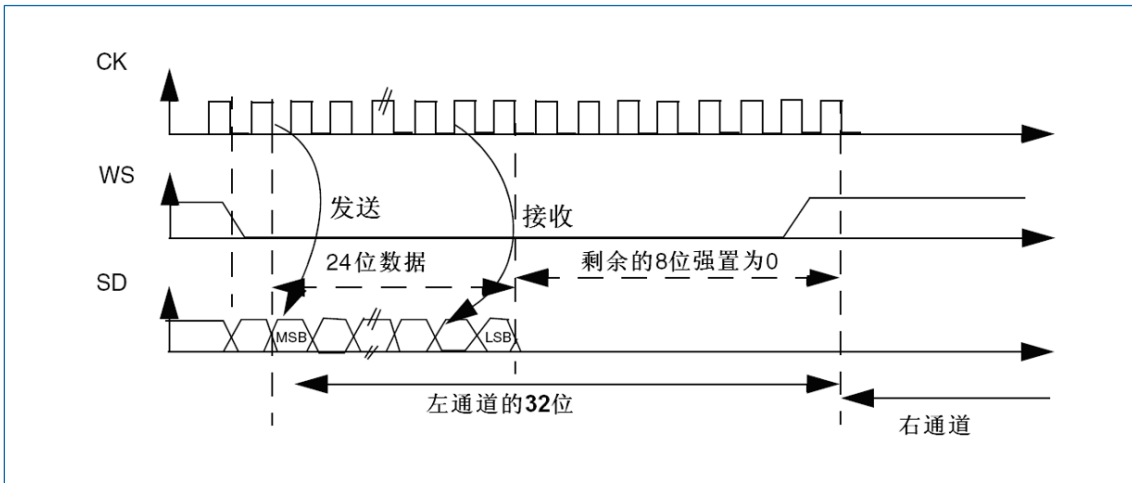 CK
WS
发送
接收
24位数据
剩余的8位强置为0
SD
MSB
LSB
左通道的32位
右通道